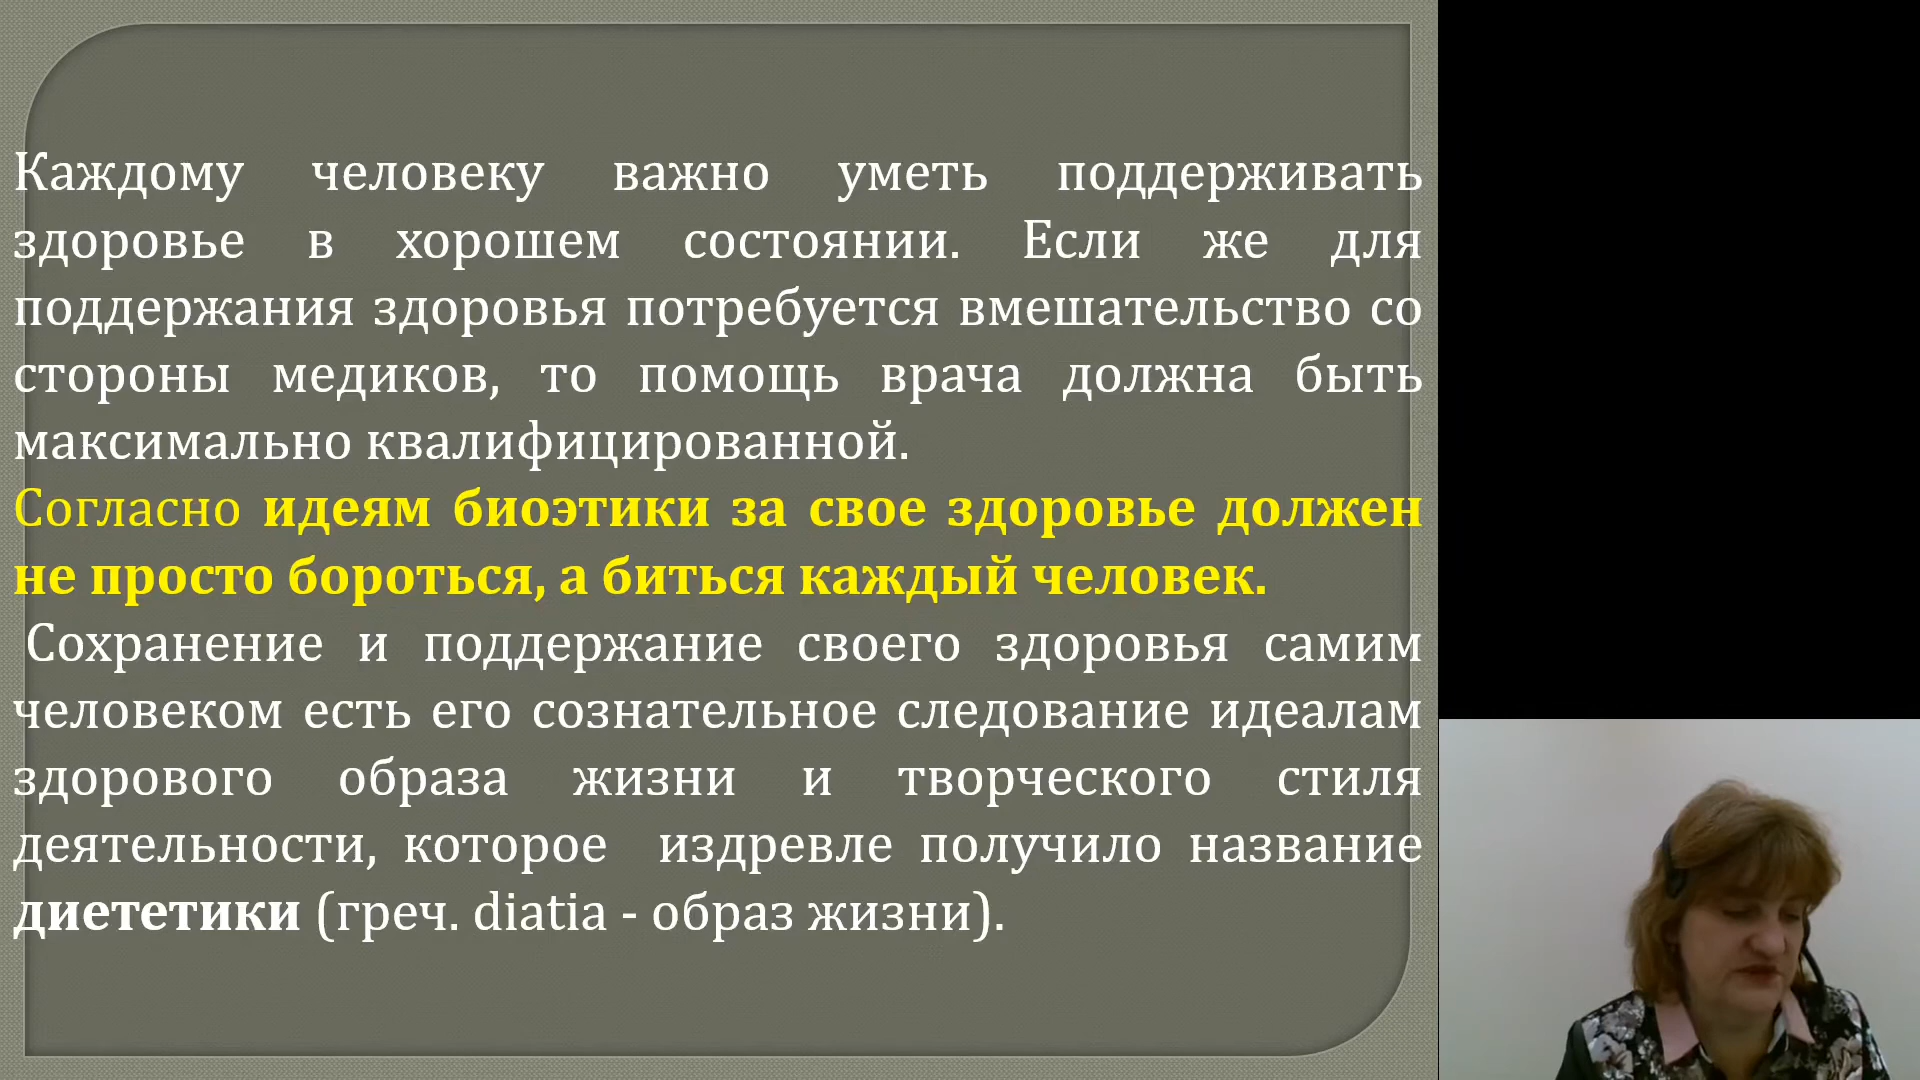 Каждому человеку важно уметь поддерживать
здоровье в хорошем состоянии. Если же для
поддержания здоровья потребуется вмешательство со
стороны медиков, то помощь врача должна быть
максимально квалифицированной.
Согласно идеям биоэтики за свое здоровье должен
не просто бороться, а биться каждый человек.
Сохранение и поддержание своего здоровья самим
человеком есть его сознательное следование идеалам
здорового образа жизни и творческого стиля
деятельности, которое издревле получило название
диететики (греч. diatia - образ жизни).